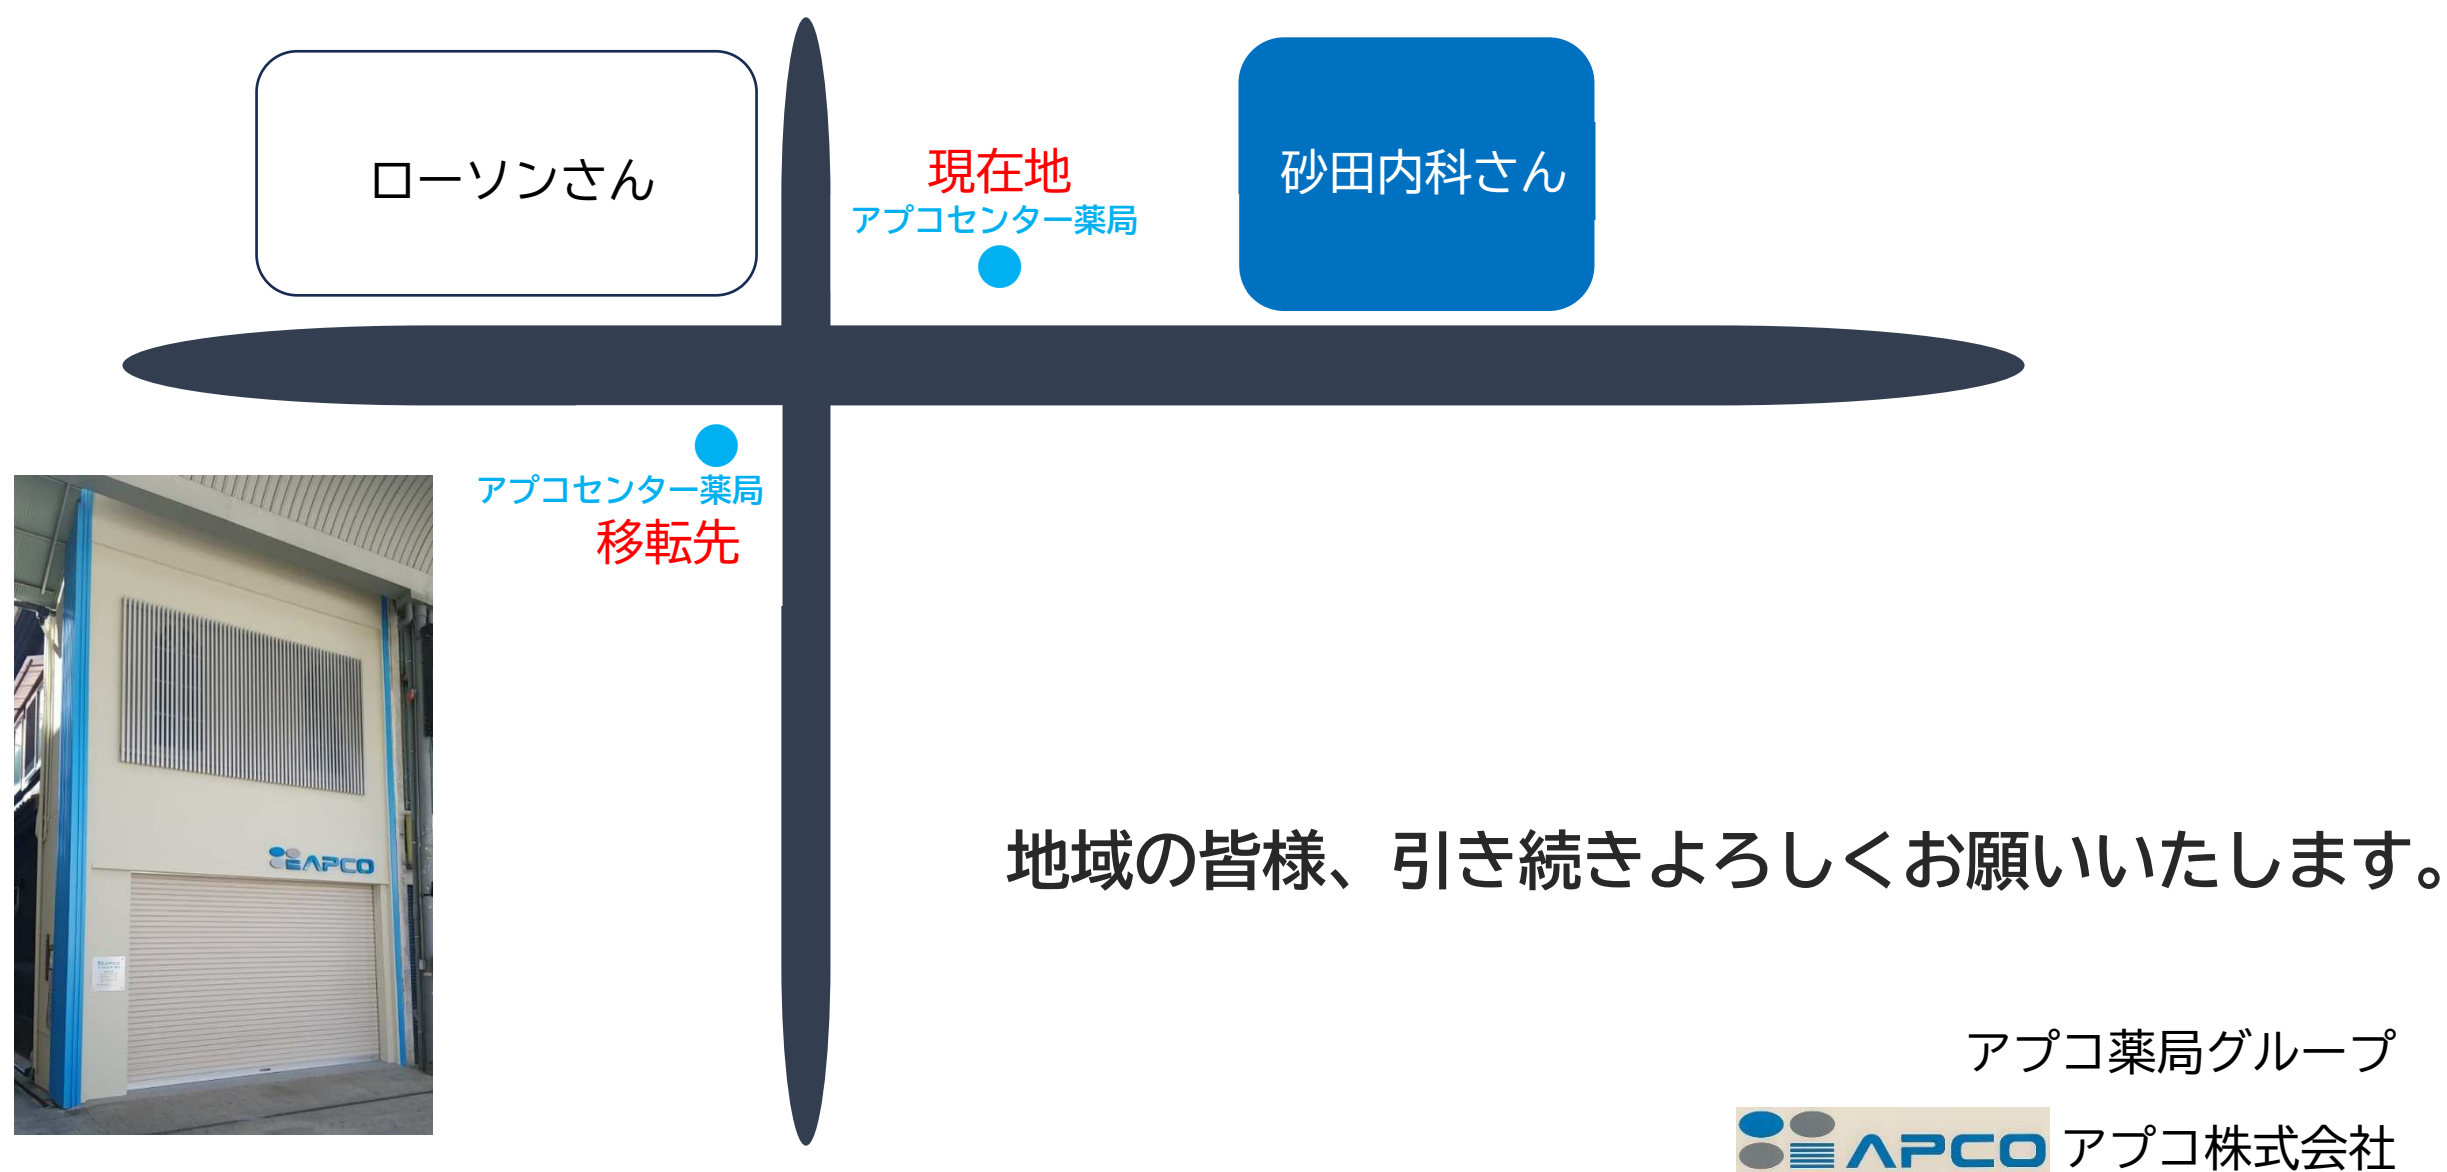 ローソンさん
現在地
アプコセンター薬局
砂田内科さん
アプコセンター薬局
移転先
APCO
地域の皆様、引き続きよろしくお願いいたします。
アプコ薬局グループ
APCO アプコ株式会社